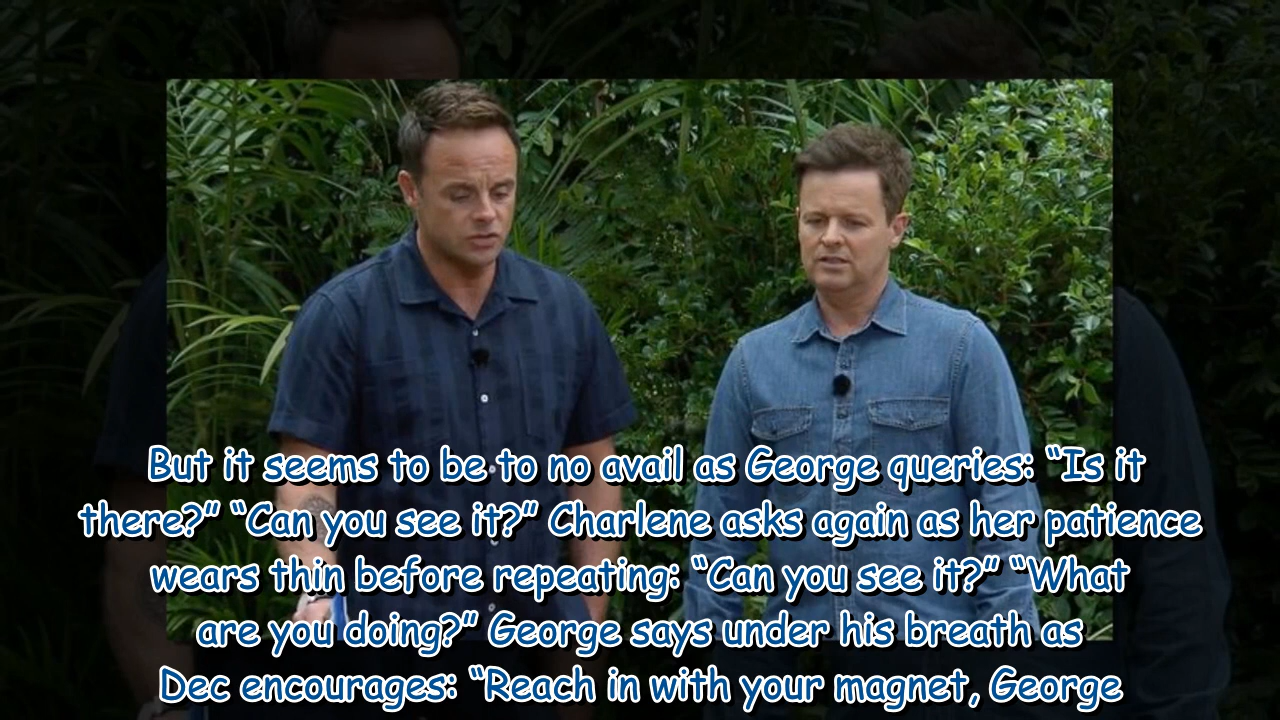 But it seems to be to no avail as George queries: “Is it
there?” “Can you see it?” Charlene asks again as her patience
wears thin before repeating: “Can you see it?” “What
are you doing?” George says under his breath as
Dec encourages: “Reach in with your magnet, George